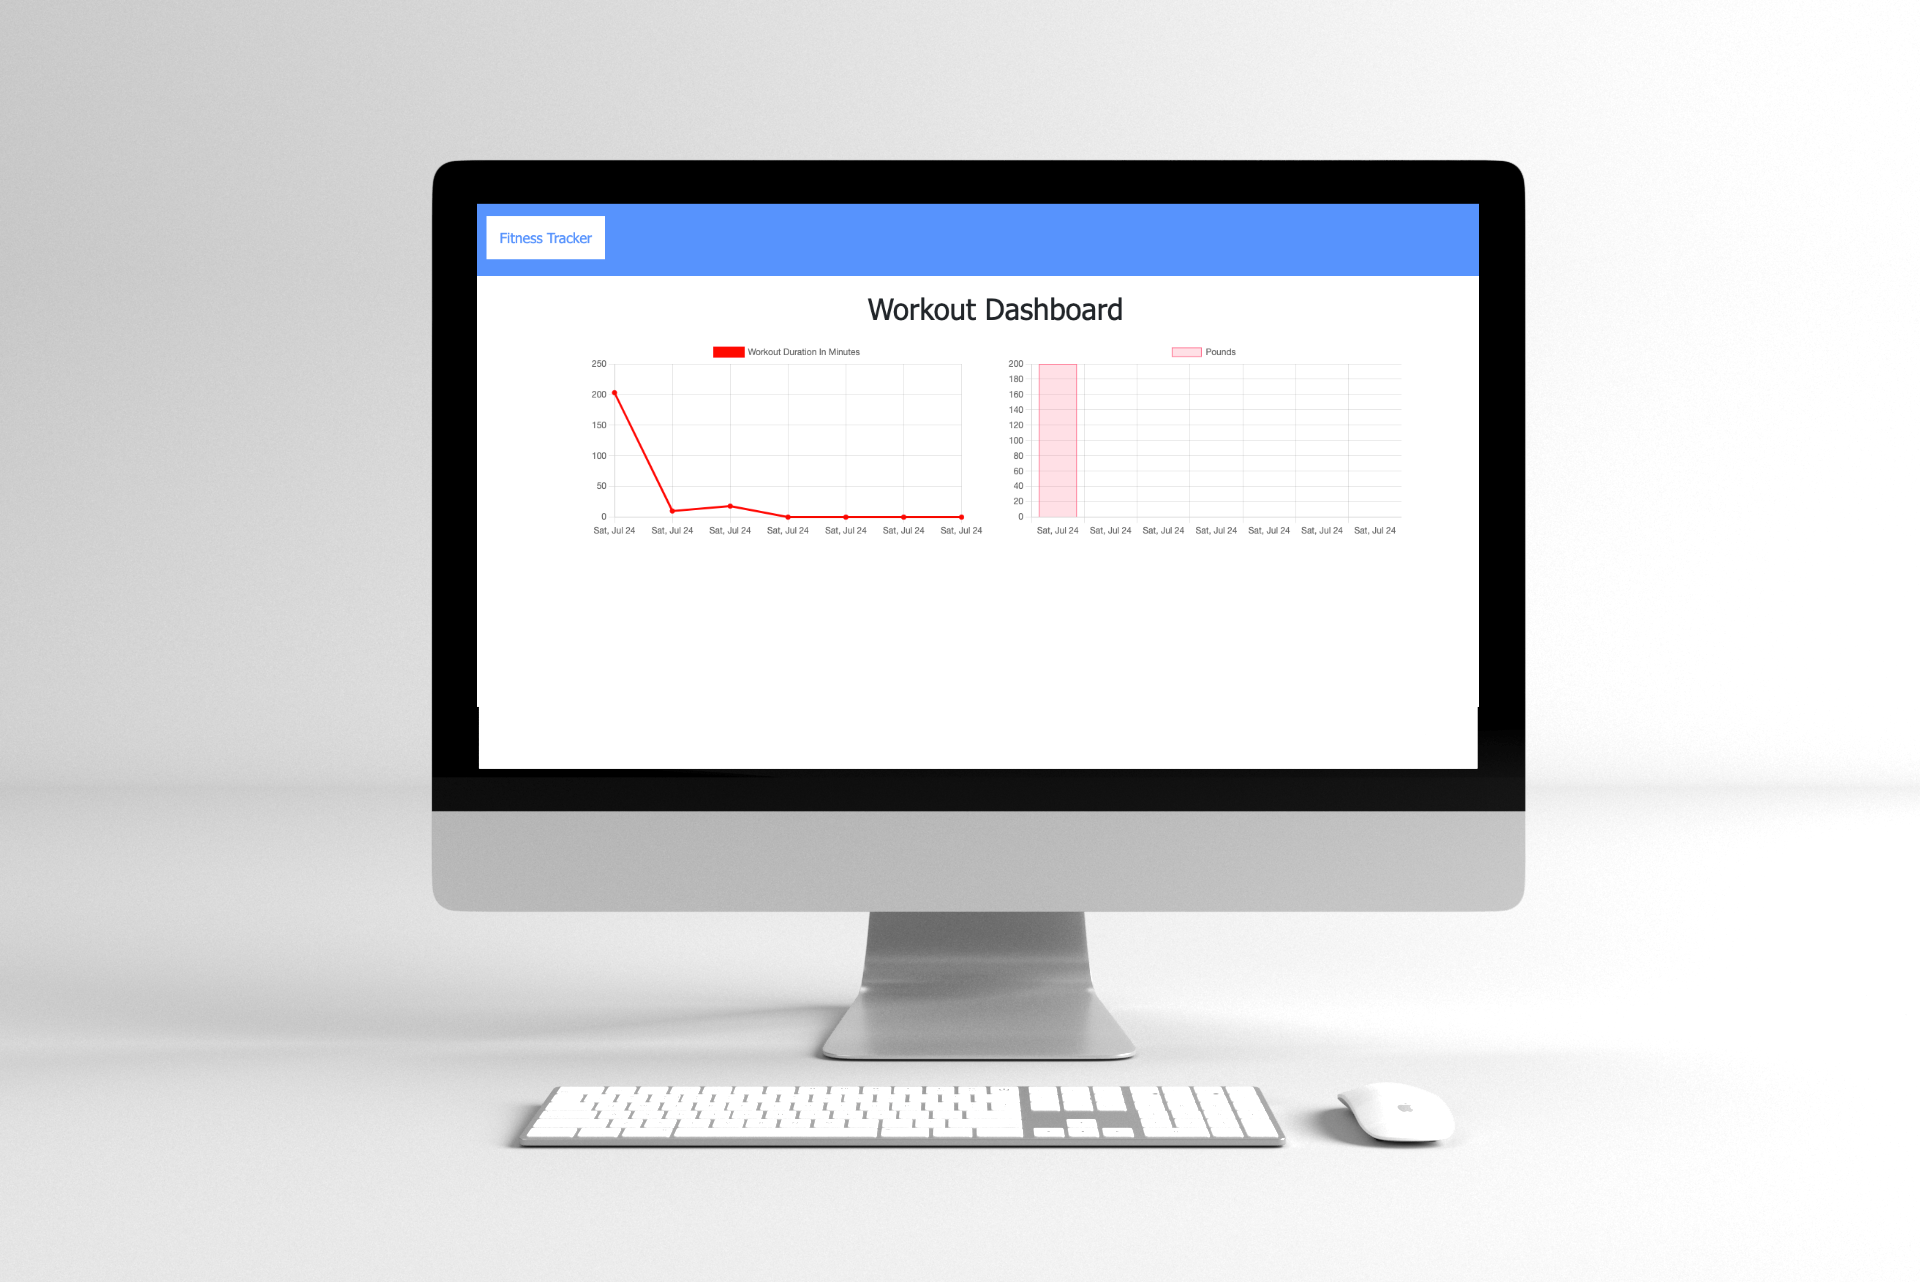 Fitness Tracker
Workout Dashboard
Workout Duration In Minutes
250
200
150
100
50
0
Sat, Jul 24 Sat, Jul 24 Sat, Jul 24 Sat, Jul 24 Sat, Jul 24 Sat, Jul 24 Sat, Jul 24
Pounds
200
180
160
140
120
100
80
60
40
20
0
Sat, Jul 24 Sat, Jul 24 Sat, Jul 24 Sat, Jul 24 Sat, Jul 24 Sat, Jul 24 Sat, Jul 24